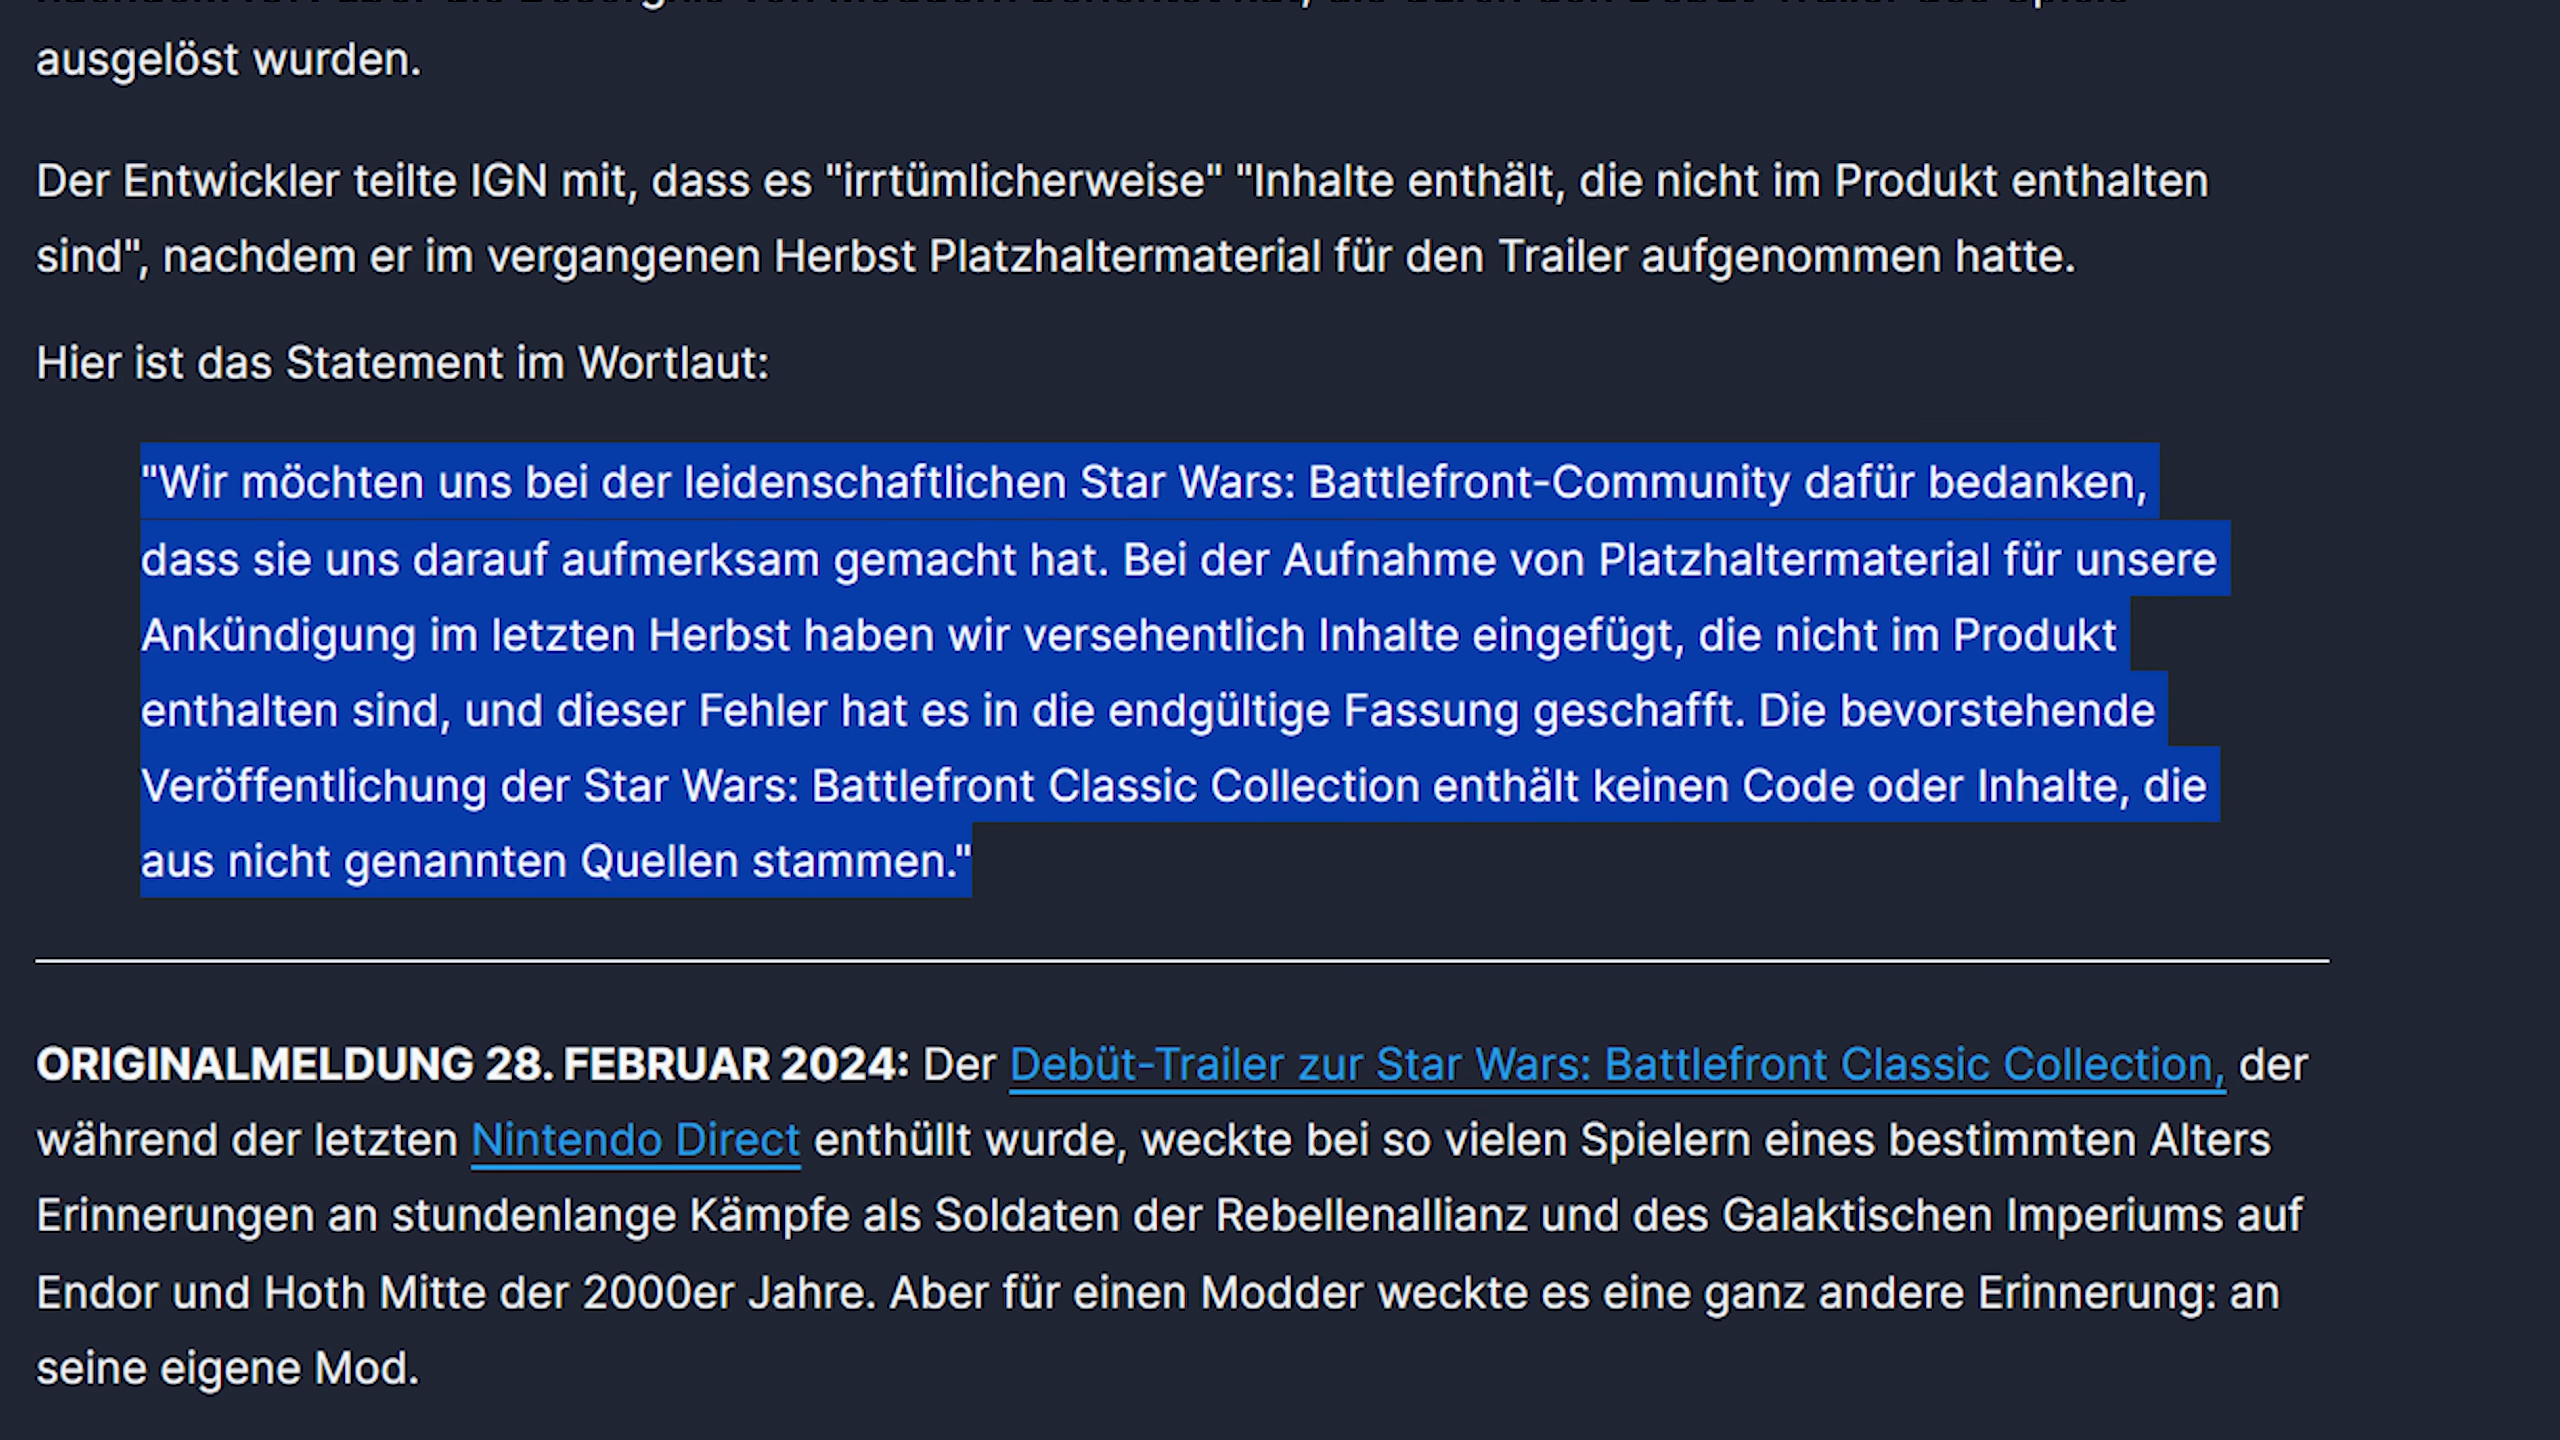 ausgelöst wurden.
Der Entwickler teilte IGN mit, dass es "irrtümlicherweise" "Inhalte enthält, die nicht im Produkt enthalten
sind", nachdem er im vergangenen Herbst Platzhaltermaterial für den Trailer aufgenommen hatte.
Hier ist das Statement im Wortlaut:
"Wir möchten uns bei der leidenschaftlichen Star Wars: Battlefront-Community dafür bedanken,
dass sie uns darauf aufmerksam gemacht hat. Bei der Aufnahme von Platzhaltermaterial für unsere
Ankündigung im letzten Herbst haben wir versehentlich Inhalte eingefügt, die nicht im Produkt
enthalten sind, und dieser Fehler hat es in die endgültige Fassung geschafft. Die bevorstehende
Veröffentlichung der Star Wars: Battlefront Classic Collection enthält keinen Code oder Inhalte, die
aus nicht genannten Quellen stammen."
ORIGINALMELDUNG 28. FEBRUAR 2024: Der Debüt-Trailer zur Star Wars: Battlefront Classic Collection, der
während der letzten Nintendo Direct enthüllt wurde, weckte bei so vielen Spielern eines bestimmten Alters
Erinnerungen an stundenlange Kämpfe als Soldaten der Rebellenallianz und des Galaktischen Imperiums auf
Endor und Hoth Mitte der 2000er Jahre. Aber für einen Modder weckte es eine ganz andere Erinnerung: an
seine eigene Mod.